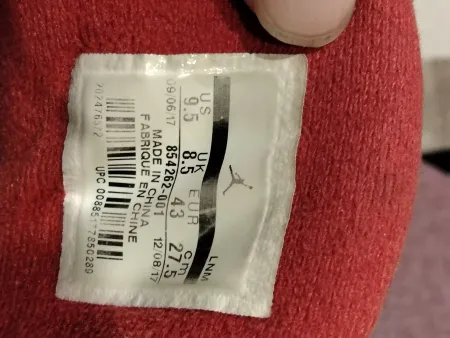 LNM
US UK EUR cm
9.5 8.5 43 27.5
09/06/17 854262-001 12/08/17
MADE IN CHINA
FABRIQUE EN CHINE